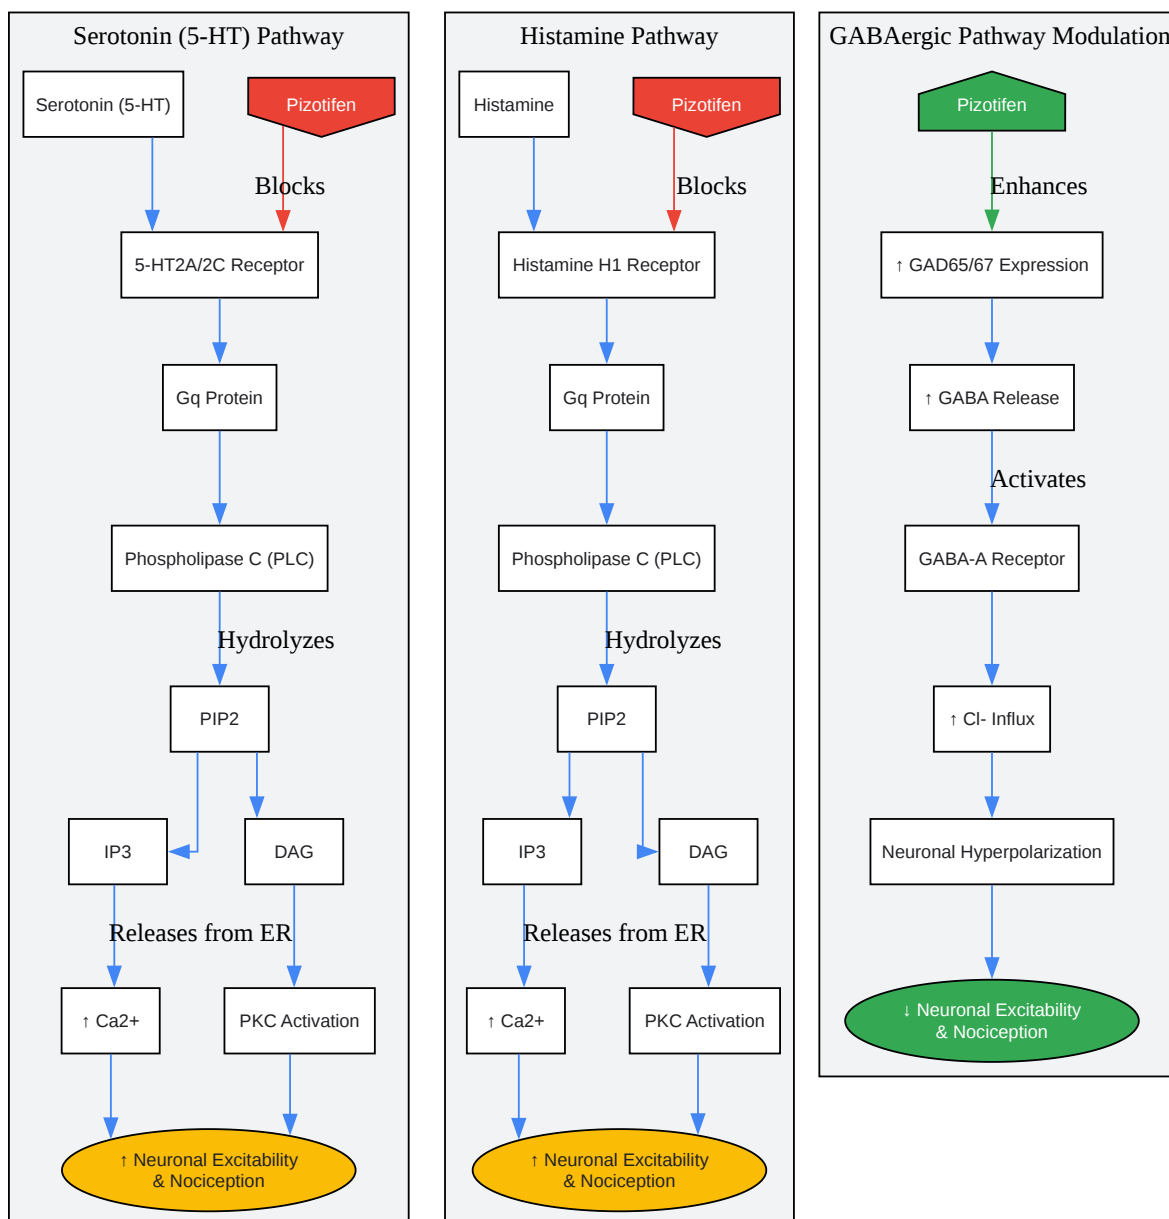 Serotonin (5-HT) Pathway
Serotonin (5-HT)
Pizotifen
Blocks
5-HT2A/2C Receptor
Gq Protein
Phospholipase C (PLC)
Hydrolyzes
PIP2
IP3
DAG
Releases from ER
↑ Ca2+
PKC Activation
↑ Neuronal Excitability
& Nociception
Histamine Pathway
Histamine
Pizotifen
Blocks
Histamine H1 Receptor
Gq Protein
Phospholipase C (PLC)
Hydrolyzes
PIP2
IP3
DAG
Releases from ER
↑ Ca2+
PKC Activation
↑ Neuronal Excitability
& Nociception
GABAergic Pathway Modulation
Pizotifen
Enhances
↑ GAD65/67 Expression
↑ GABA Release
Activates
GABA-A Receptor
↑ Cl- Influx
Neuronal Hyperpolarization
↓ Neuronal Excitability
& Nociception